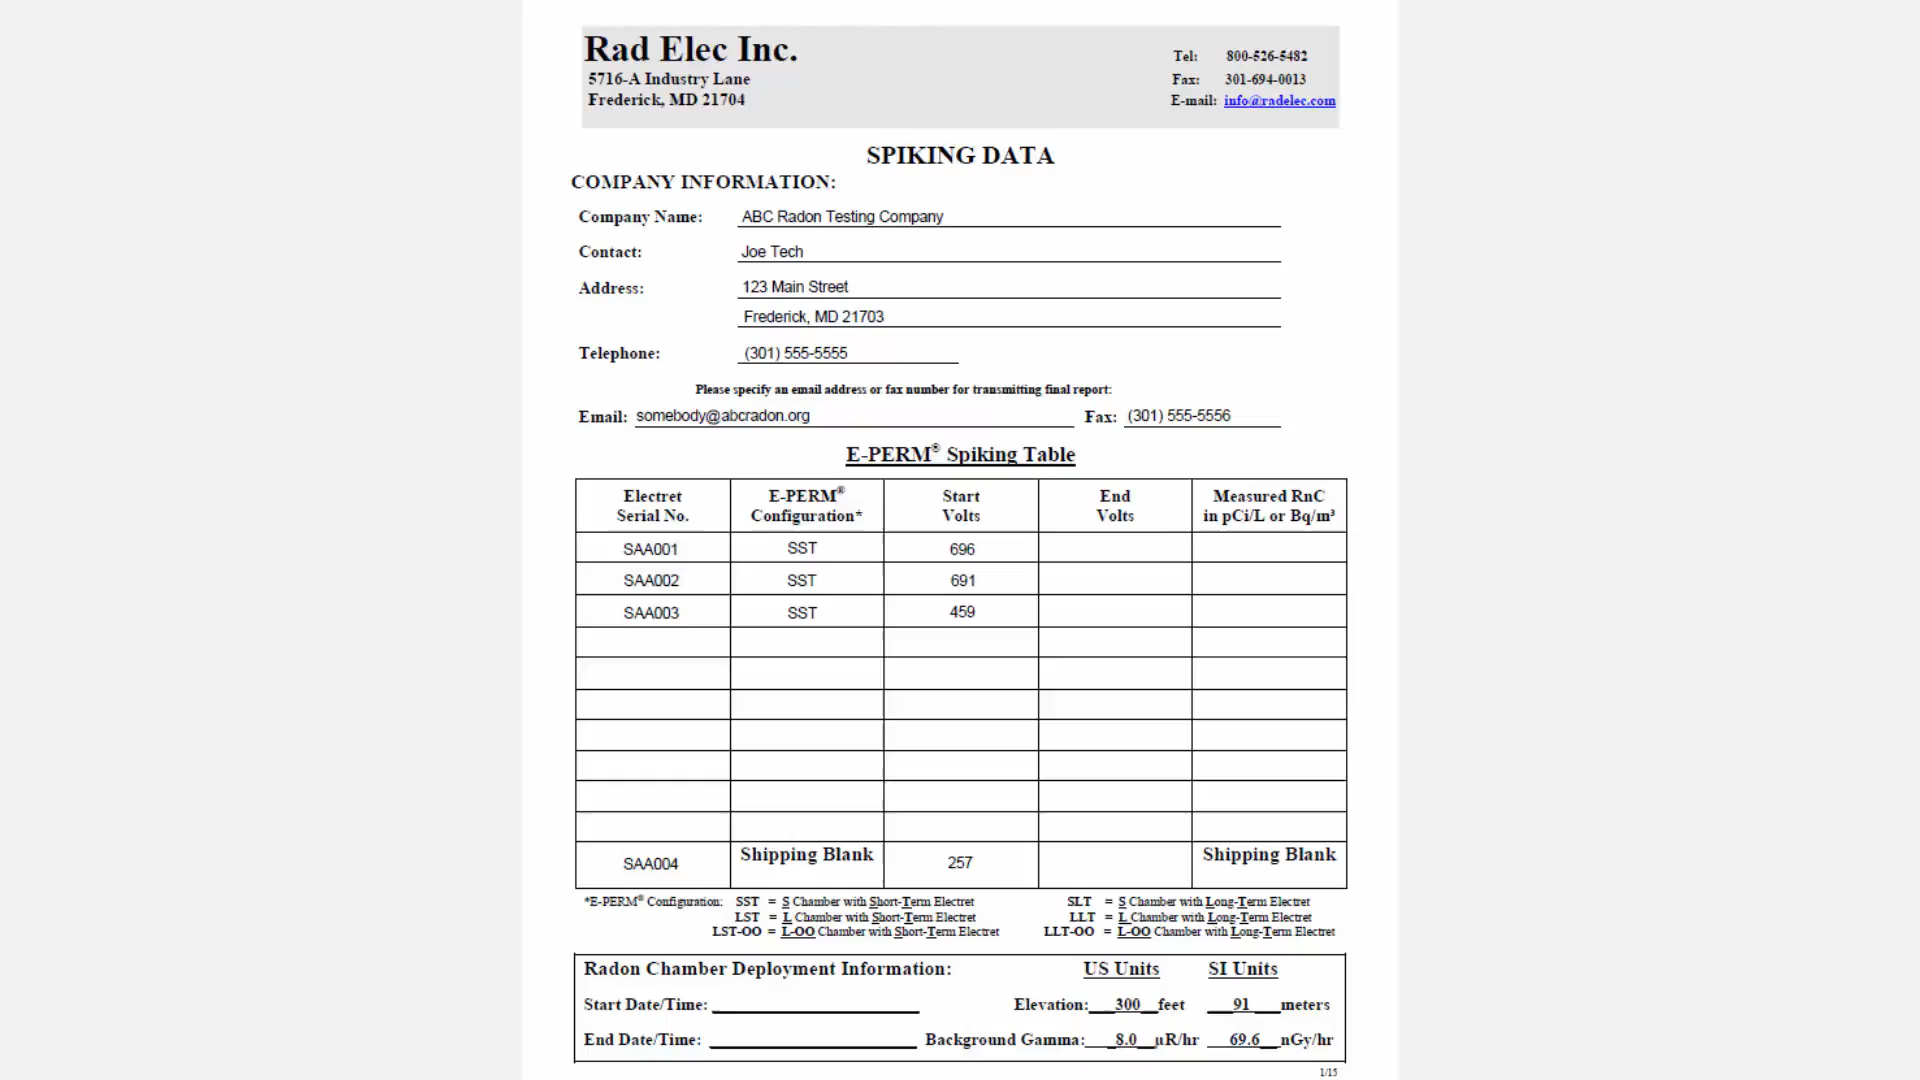 Rad Elec Inc.
5716-A Industry Lane
Frederick, MD 21704
Tel: 800-526-5482
Fax: 301-694-0013
E-mail: info@radelec.com
SPIKING DATA
COMPANY INFORMATION:
Company Name: ABC Radon Testing Company
Contact: Joe Tech
Address: 123 Main Street
Frederick, MD 21703
Telephone: (301) 555-5555
Please specify an email address or fax number for transmitting final report:
Email: somebody@abcradon.org Fax: (301) 555-5556
E-PERM® Spiking Table
Electret Serial No. E-PERM® Configuration* Start Volts End Volts Measured RnC in pCi/L or Bq/m³
SAA001 SST 696
SAA002 SST 691
SAA003 SST 459
SAA004 Shipping Blank 257 Shipping Blank
*E-PERM® Configuration: SST = S Chamber with Short-Term Electret SLT = S Chamber with Long-Term Electret
LST = L Chamber with Short-Term Electret LLT = L Chamber with Long-Term Electret
LST-OO = L-OO Chamber with Short-Term Electret LLT-OO = L-OO Chamber with Long-Term Electret
Radon Chamber Deployment Information: US Units SI Units
Start Date/Time: Elevation: 300 feet 91 meters
End Date/Time: Background Gamma: 8.0 µR/hr 69.6 nGy/hr
1/15